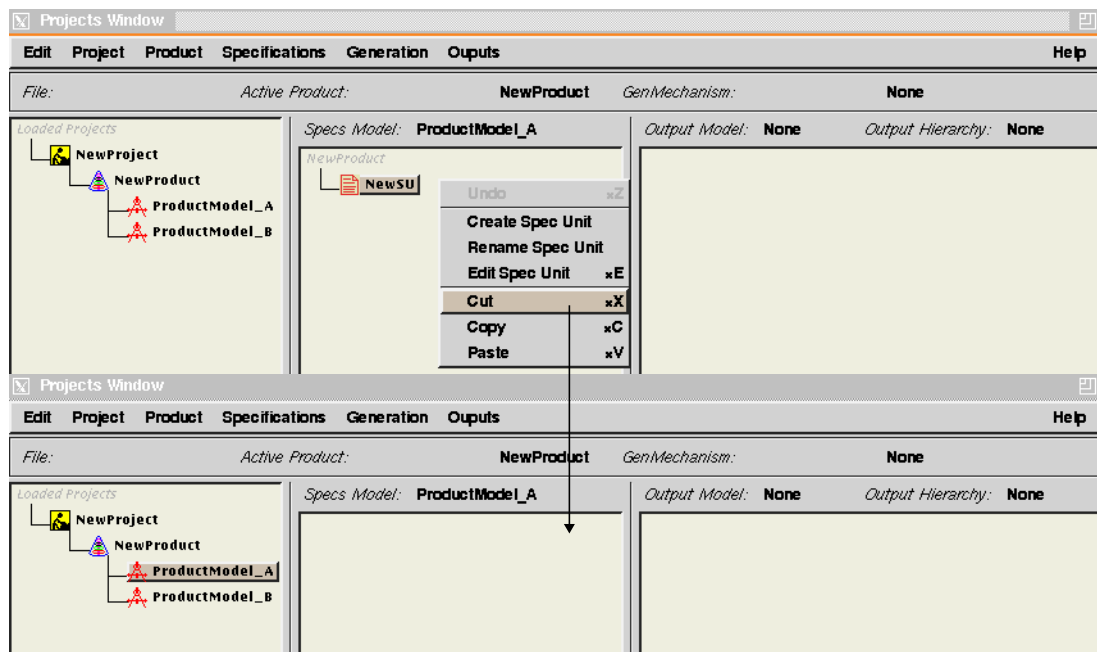 Projects Window
Edit Project Product Specifications Generation Ouputs Help
File: Active Product: NewProduct GenMechanism: None
Loaded Projects
NewProject
NewProduct
ProductModel_A
ProductModel_B
Specs Model: ProductModel_A
NewProduct
NewSU
Undo ×Z
Create Spec Unit
Rename Spec Unit
Edit Spec Unit ×E
Cut ×X
Copy ×C
Paste ×V
Output Model: None Output Hierarchy: None
Projects Window
Edit Project Product Specifications Generation Ouputs Help
File: Active Product: NewProduct GenMechanism: None
Loaded Projects
NewProject
NewProduct
ProductModel_A
ProductModel_B
Specs Model: ProductModel_A
Output Model: None Output Hierarchy: None